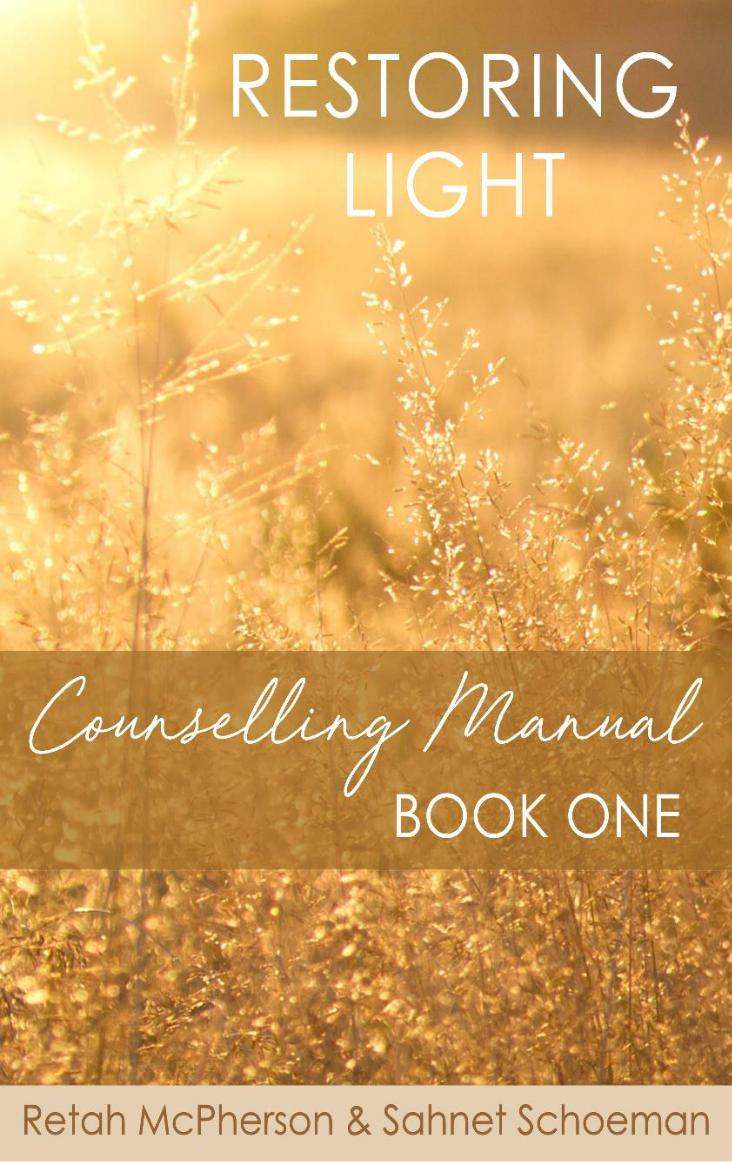 RESTORING
LIGHT
Counselling Manual
BOOK ONE
Retah McPherson & Sahnet Schoeman